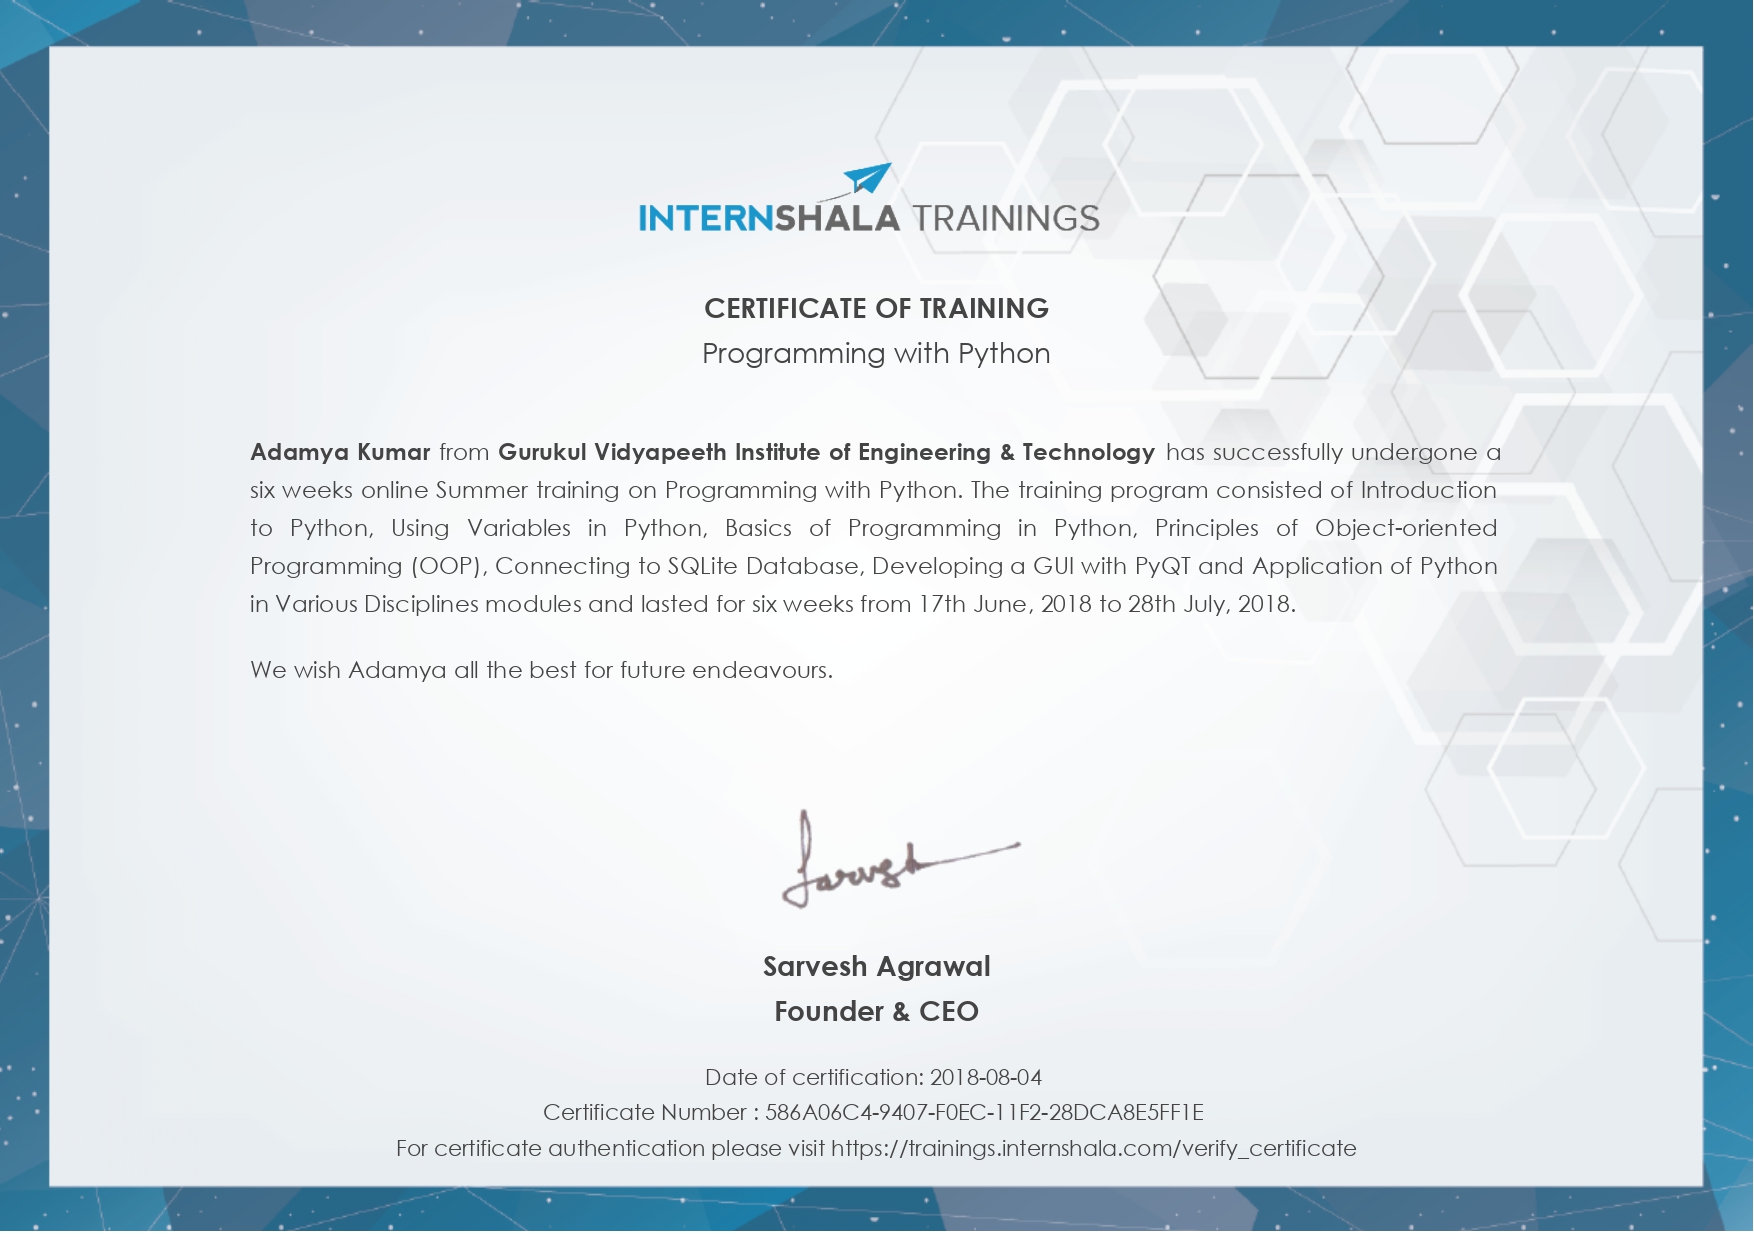 INTERNSHALA TRAININGS
CERTIFICATE OF TRAINING
Programming with Python
Adamya Kumar from Gurukul Vidyapeeth Institute of Engineering & Technology has successfully undergone a
six weeks online Summer training on Programming with Python. The training program consisted of Introduction
to Python, Using Variables in Python, Basics of Programming in Python, Principles of Object-oriented
Programming (OOP), Connecting to SQLite Database, Developing a GUI with PyQT and Application of Python
in Various Disciplines modules and lasted for six weeks from 17th June, 2018 to 28th July, 2018.
We wish Adamya all the best for future endeavours.
Sarvesh
Sarvesh Agrawal
Founder & CEO
Date of certification: 2018-08-04
Certificate Number : 586A06C4-9407-F0EC-11F2-28DCA8E5FF1E
For certificate authentication please visit https://trainings.internshala.com/verify_certificate